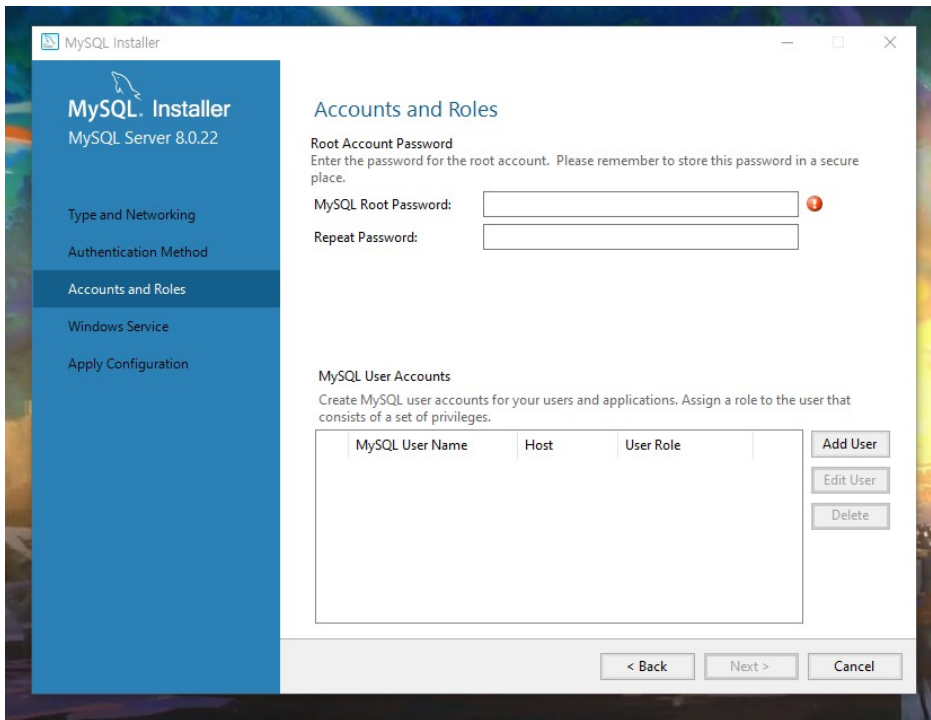 MySQL Installer
MySQL. Installer
MySQL Server 8.0.22
Type and Networking
Authentication Method
Accounts and Roles
Windows Service
Apply Configuration
Accounts and Roles
Root Account Password
Enter the password for the root account. Please remember to store this password in a secure
place.
MySQL Root Password:
Repeat Password:
MySQL User Accounts
Create MySQL user accounts for your users and applications. Assign a role to the user that
consists of a set of privileges.
MySQL User Name Host User Role
Add User
Edit User
Delete
< Back Next > Cancel